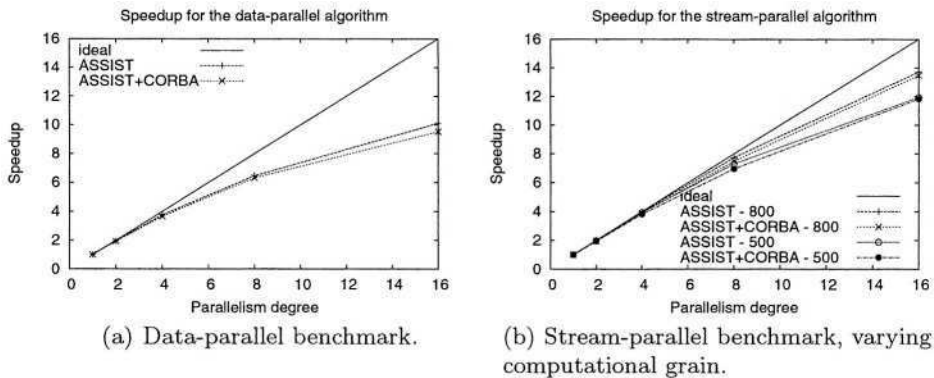 Speedup for the data-parallel algorithm
16
14
12
10
8
6
4
2
0
0 2 4 6 8 10 12 14 16
Speedup
Parallelism degree
ideal
ASSIST
ASSIST+CORBA
(a) Data-parallel benchmark.
Speedup for the stream-parallel algorithm
16
14
12
10
8
6
4
2
0
0 2 4 6 8 10 12 14 16
Speedup
Parallelism degree
ideal
ASSIST - 800
ASSIST+CORBA - 800
ASSIST - 500
ASSIST+CORBA - 500
(b) Stream-parallel benchmark, varying
computational grain.